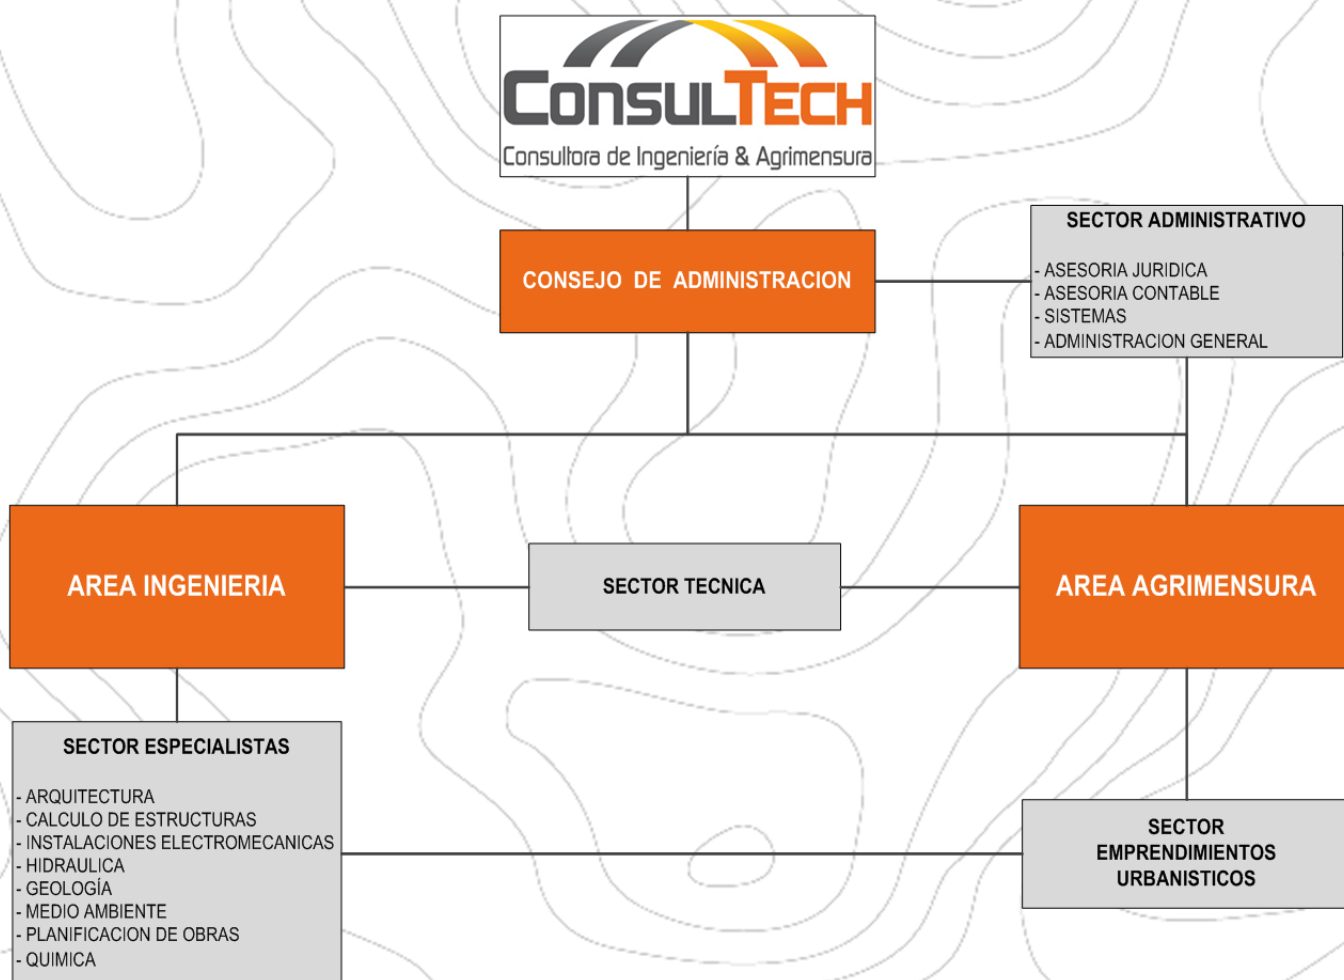 CONSULTECH
Consultora de Ingeniería & Agrimensura
CONSEJO DE ADMINISTRACION
SECTOR ADMINISTRATIVO
- ASESORIA JURIDICA
- ASESORIA CONTABLE
- SISTEMAS
- ADMINISTRACION GENERAL
AREA INGENIERIA
SECTOR TECNICA
AREA AGRIMENSURA
SECTOR ESPECIALISTAS
- ARQUITECTURA
- CALCULO DE ESTRUCTURAS
- INSTALACIONES ELECTROMECANICAS
- HIDRAULICA
- GEOLOGÍA
- MEDIO AMBIENTE
- PLANIFICACION DE OBRAS
- QUIMICA
SECTOR
EMPRENDIMIENTOS
URBANISTICOS